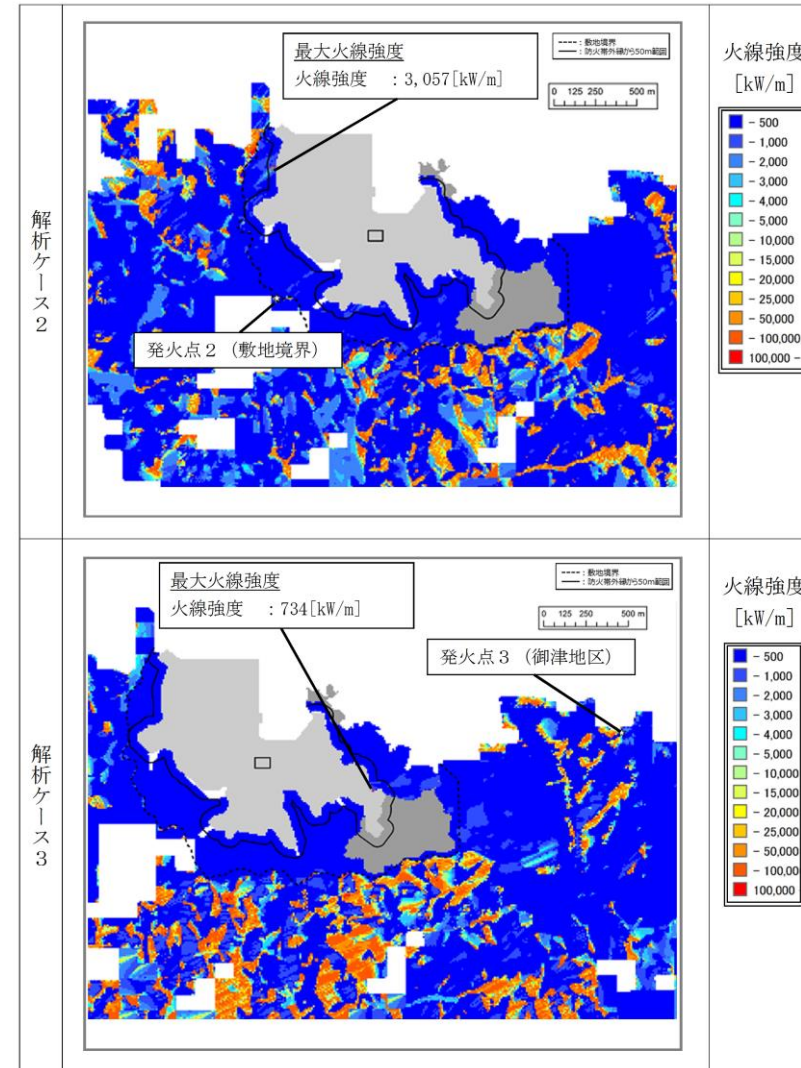 解析ケース2
最大火線強度
火線強度 : 3,057[kW/m]
----:敷地境界
――:防火帯外縁から50m範囲
0 125 250 500 m
発火点2 (敷地境界)
火線強度
[kW/m]
- 500
- 1,000
- 2,000
- 3,000
- 4,000
- 5,000
- 10,000
- 15,000
- 20,000
- 25,000
- 50,000
- 100,000
100,000 -
解析ケース3
最大火線強度
火線強度 : 734[kW/m]
----:敷地境界
――:防火帯外縁から50m範囲
0 125 250 500 m
発火点3 (御津地区)
火線強度
[kW/m]
- 500
- 1,000
- 2,000
- 3,000
- 4,000
- 5,000
- 10,000
- 15,000
- 20,000
- 25,000
- 50,000
- 100,00
100,000